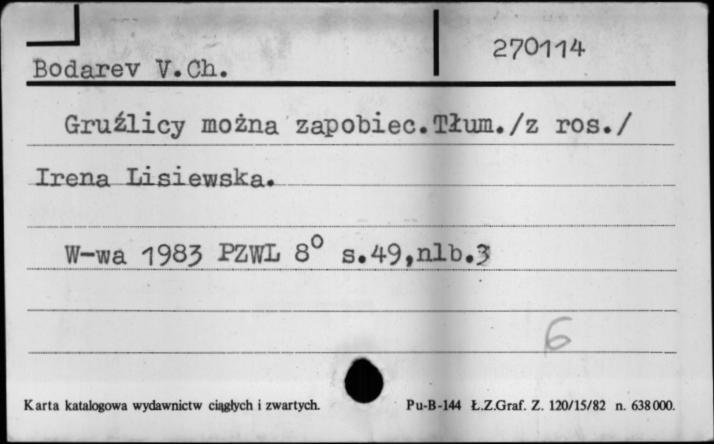 Bodarev V.Ch. 270114
Gruźlicy można zapobiec.Tłum./z ros./
Irena Lisiewska.
W-wa 1983 PZWL 8° s.49,nlb.3
6
Karta katalogowa wydawnictw ciągłych i zwartych. Pu-B-144 Ł.Z.Graf. Z. 120/15/82 n. 638000.